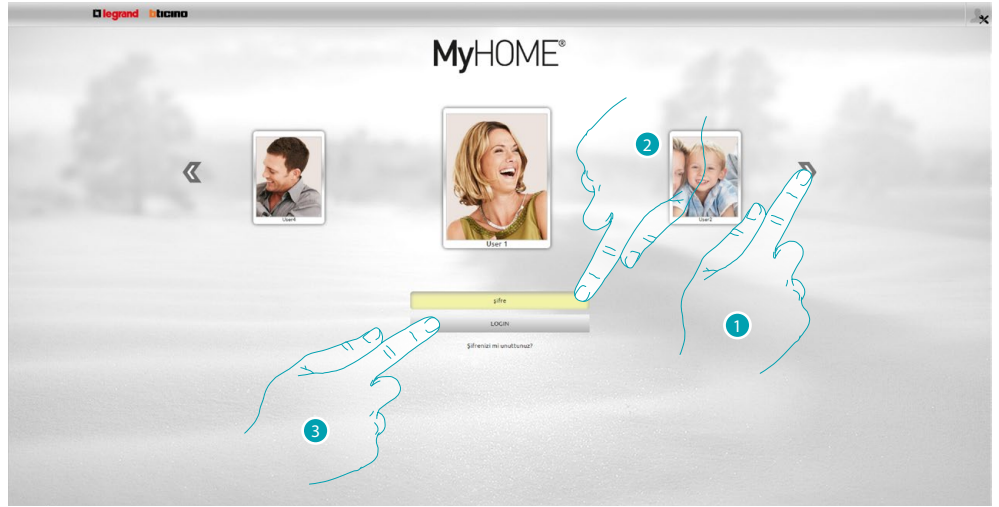 legrand bticino
MyHOME®
2
User4
User2
User 1
şifre
1
LOGIN
Şifrenizi mi unuttunuz?
3